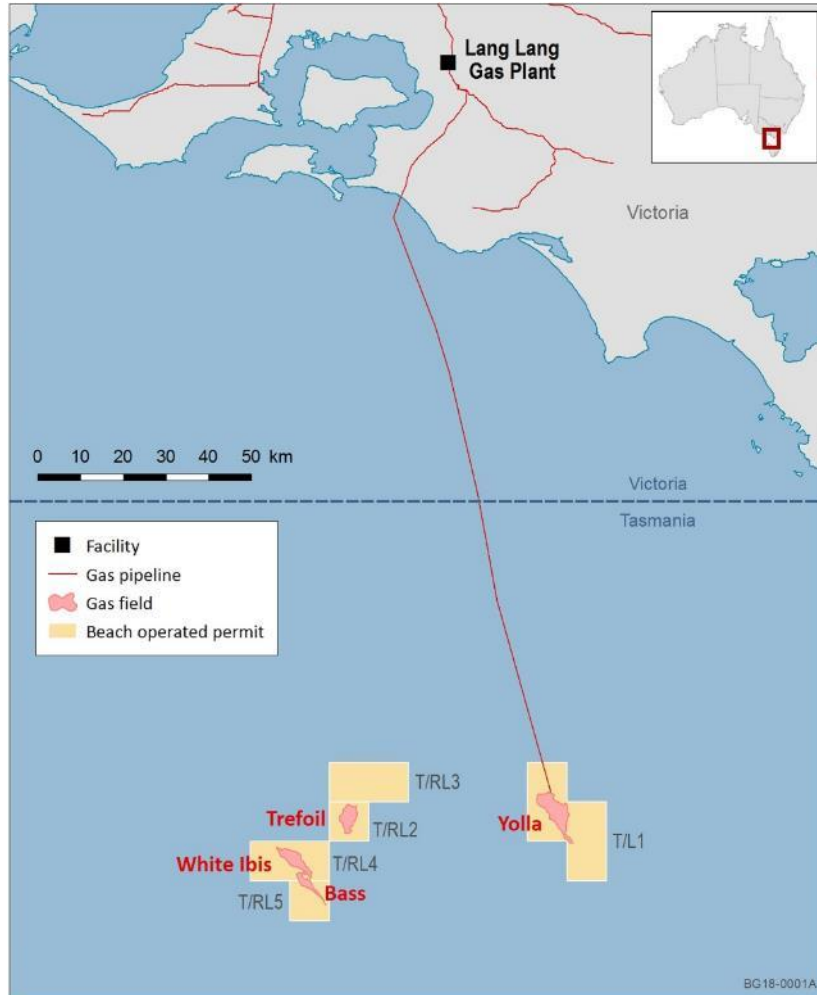 Lang Lang
Gas Plant
Victoria
0 10 20 30 40 50 km
Victoria
Tasmania
Facility
Gas pipeline
Gas field
Beach operated permit
T/RL3
Trefoil
T/RL2
Yolla
T/L1
White Ibis
T/RL4
T/RL5
Bass
BG18-0001A